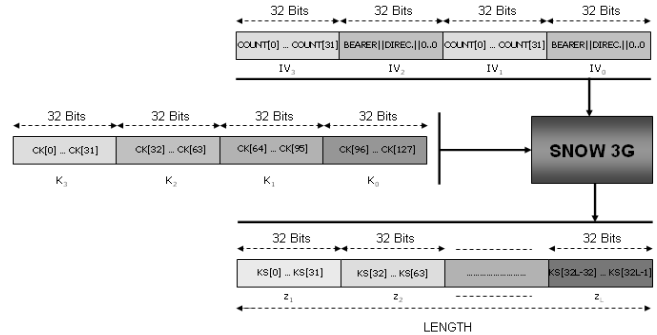 32 Bits 32 Bits 32 Bits 32 Bits
COUNT[0] ... COUNT[31] BEARER||DIREC.||0..0 COUNT[0] ... COUNT[31] BEARER||DIREC.||0..0
IV3 IV2 IV1 IV0
32 Bits 32 Bits 32 Bits 32 Bits
CK[0] ... CK[31] CK[32] ... CK[63] CK[64] ... CK[95] CK[96] ... CK[127]
SNOW 3G
K3 K2 K1 K0
32 Bits 32 Bits 32 Bits
KS[0] ... KS[31] KS[32] ... KS[63] ........................ KS[32L-32] ... KS[32L-1]
z1 z2 zL
LENGTH